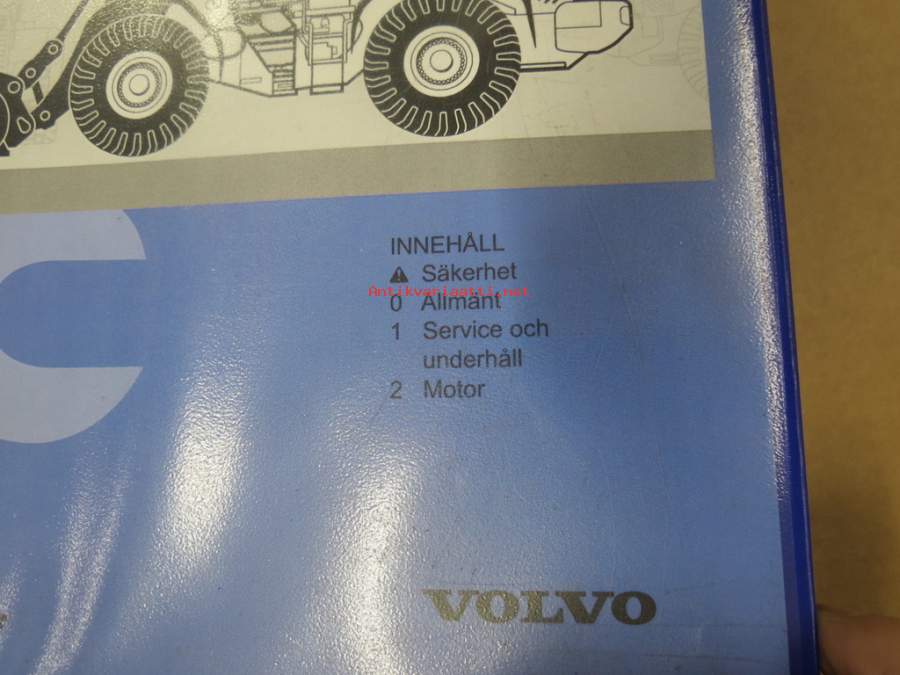 INNEHÅLL
⚠ Säkerhet
Antikvariaatti.net
0 Allmänt
1 Service och
underhåll
2 Motor
VOLVO